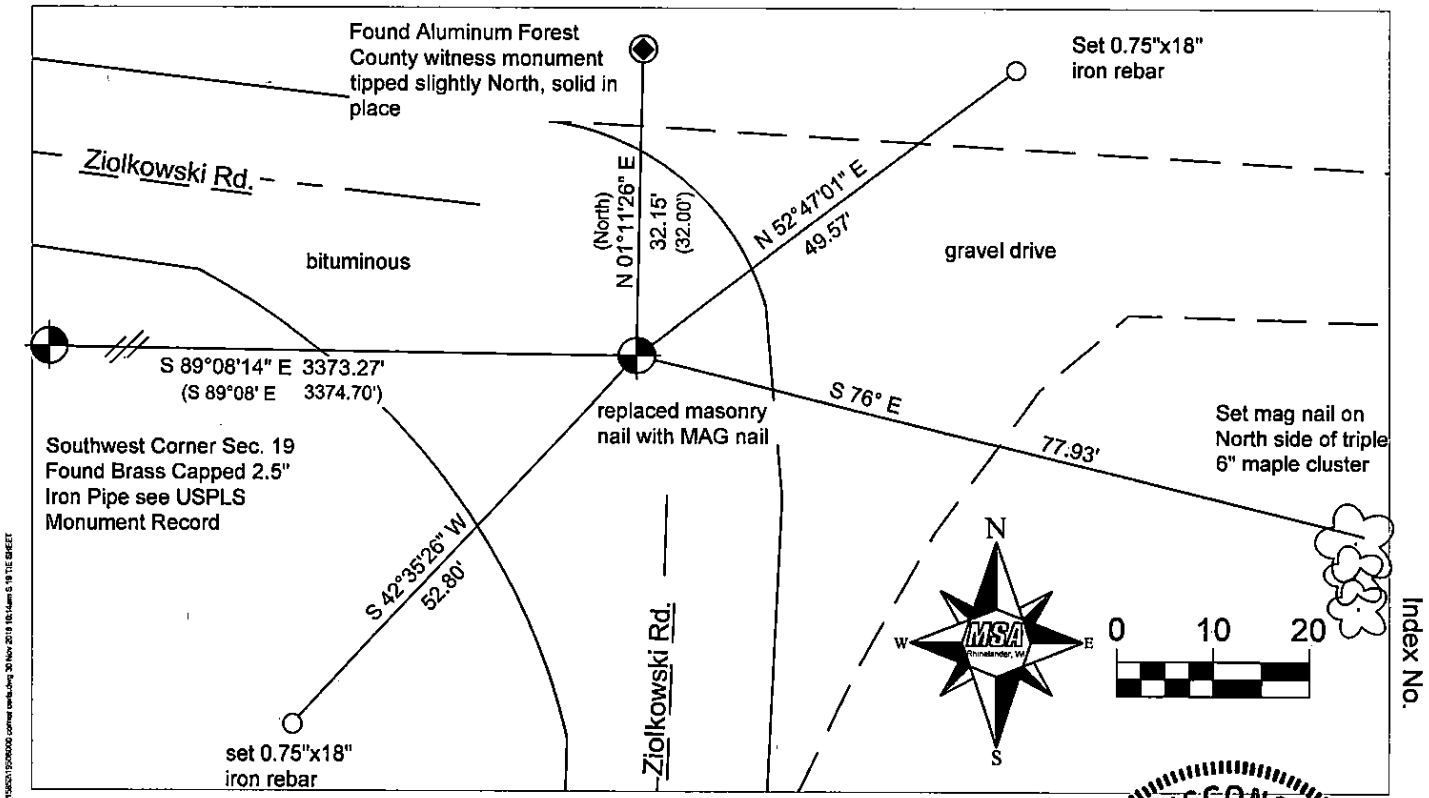 Found Aluminum Forest
County witness monument
tipped slightly North, solid in
place
Set 0.75"x18"
iron rebar
Ziolkowski Rd.
bituminous
(North)
N 01°11'26" E
32.15'
(32.00')
N 52°47'01" E
49.57'
gravel drive
S 89°08'14" E 3373.27'
(S 89°08' E 3374.70')
Southwest Corner Sec. 19
Found Brass Capped 2.5"
Iron Pipe see USPLS
Monument Record
replaced masonry
nail with MAG nail
S 76° E
77.93'
Set mag nail on
North side of triple
6" maple cluster
S 42°35'26" W
52.80'
set 0.75"x18"
iron rebar
Ziolkowski Rd.
N
W
E
S
MSA
Rhinelander, WI
0 10 20
Index No.